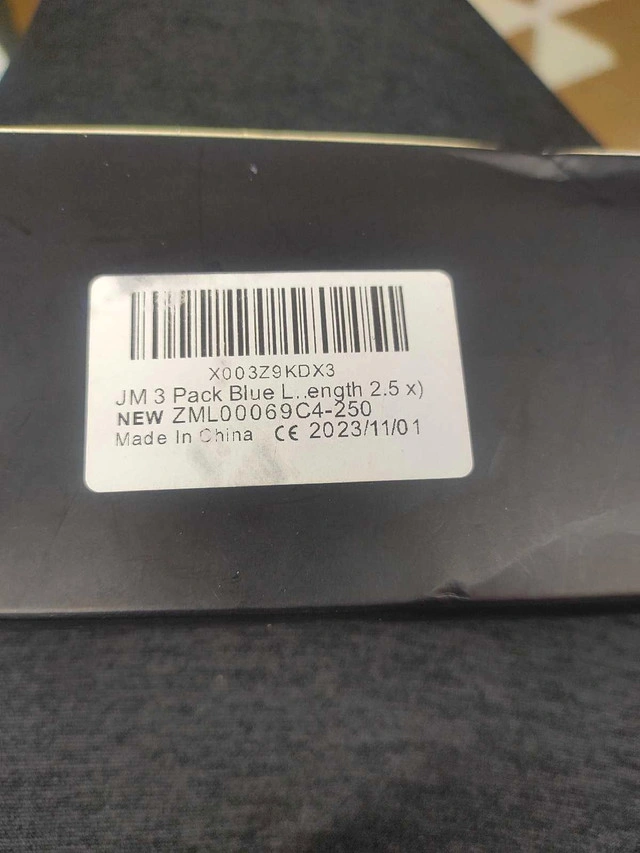 X003Z9KDX3
JM 3 Pack Blue L..ength 2.5 x)
NEW ZML00069C4-250
Made In China CE 2023/11/01